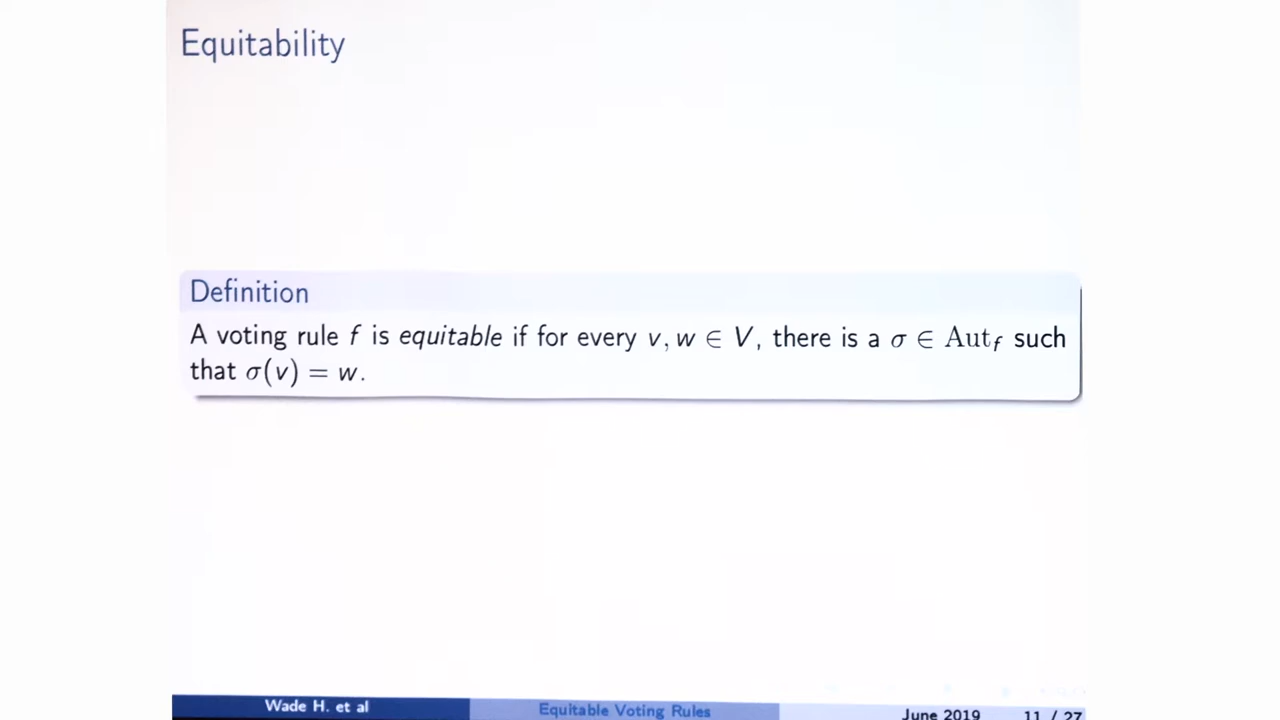 Equitability
Definition
A voting rule f is equitable if for every v, w ∈ V, there is a σ ∈ Aut_f such
that σ(v) = w.
Wade H. et al
Equitable Voting Rules
June 2019
11 / 27